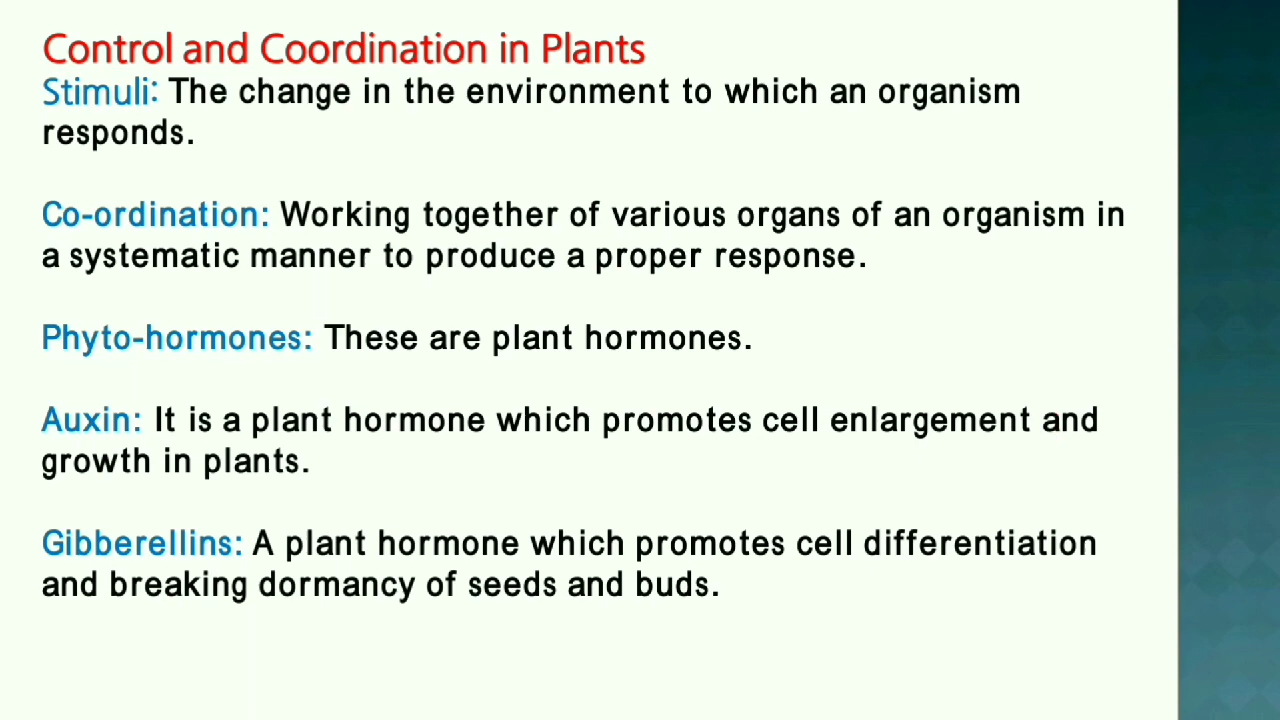 Control and Coordination in Plants
Stimuli: The change in the environment to which an organism
responds.
Co-ordination: Working together of various organs of an organism in
a systematic manner to produce a proper response.
Phyto-hormones: These are plant hormones.
Auxin: It is a plant hormone which promotes cell enlargement and
growth in plants.
Gibberellins: A plant hormone which promotes cell differentiation
and breaking dormancy of seeds and buds.